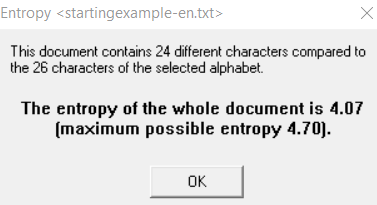 Entropy <startingexample-en.txt>
This document contains 24 different characters compared to
the 26 characters of the selected alphabet.
The entropy of the whole document is 4.07
(maximum possible entropy 4.70).
OK